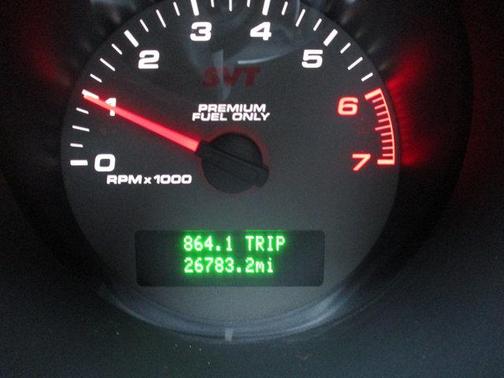 3 4
2 5
SVT
1 6
PREMIUM
FUEL ONLY
0 7
RPM x 1000
864.1 TRIP
26783.2mi